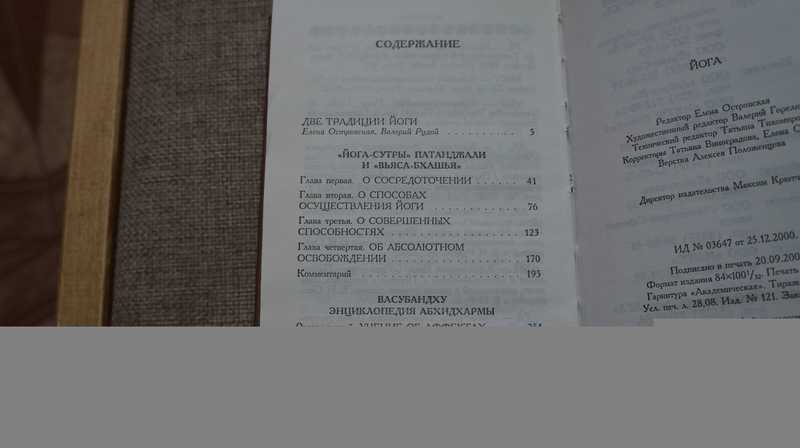 СОДЕРЖАНИЕ
ДВЕ ТРАДИЦИИ ЙОГИ
Елена Островская, Валерий Рудой . . . . . . . . . . 5
«ЙОГА-СУТРЫ» ПАТАНДЖАЛИ
И «ВЬЯСА-БХАШЬЯ»
Глава первая. О СОСРЕДОТОЧЕНИИ . . . . . . 41
Глава вторая. О СПОСОБАХ
ОСУЩЕСТВЛЕНИЯ ЙОГИ . . . . . . . . . . . . 76
Глава третья. О СОВЕРШЕННЫХ
СПОСОБНОСТЯХ . . . . . . . . . . . . . . . . . 123
Глава четвертая. ОБ АБСОЛЮТНОМ
ОСВОБОЖДЕНИИ . . . . . . . . . . . . . . . . . 170
Комментарий . . . . . . . . . . . . . . . . . . . . . 193
ВАСУБАНДХУ
ЭНЦИКЛОПЕДИЯ АБХИДХАРМЫ
УЧЕНИЕ ОБ АФФЕКТАХ
ЙОГА
Редактор Елена Островская
Художественный редактор Валерий
Технический редактор Татьяна
Корректоры Татьяна Виноградова, Елена
Верстка Алексея Положенцева
Директор издательства Максим
ИД № 03647 от 25.12.2000.
Подписано в печать 20.09.
Формат издания 84×100¹/₃₂. Печать
Гарнитура «Академическая».
Усл. печ. л. 28,08. Изд. № 121.